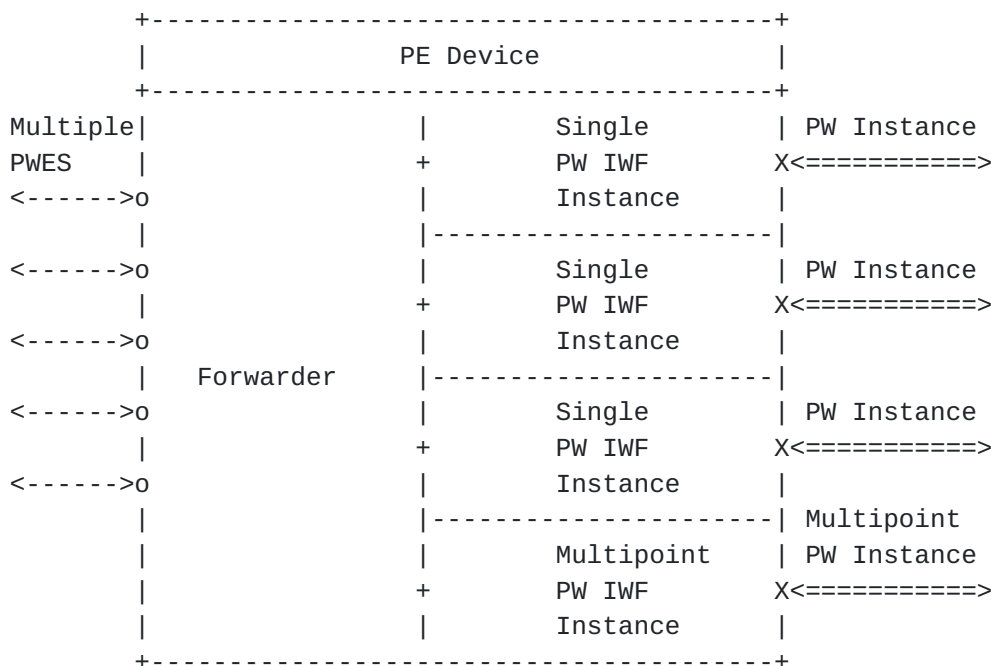 +----------------------------------------+
|                PE Device               |
+----------------------------------------+
Multiple|                 |        Single       | PW Instance
PWES    |                 +        PW IWF       X<===========>
<------>o                 |        Instance     |
        |                 |---------------------|
<------>o                 |        Single       | PW Instance
        |                 +        PW IWF       X<===========>
<------>o                 |        Instance     |
        |   Forwarder     |---------------------|
<------>o                 |        Single       | PW Instance
        |                 +        PW IWF       X<===========>
<------>o                 |        Instance     |
        |                 |---------------------| Multipoint
        |                 |        Multipoint   | PW Instance
        |                 +        PW IWF       X<===========>
        |                 |        Instance     |
        +---------------------------------------+